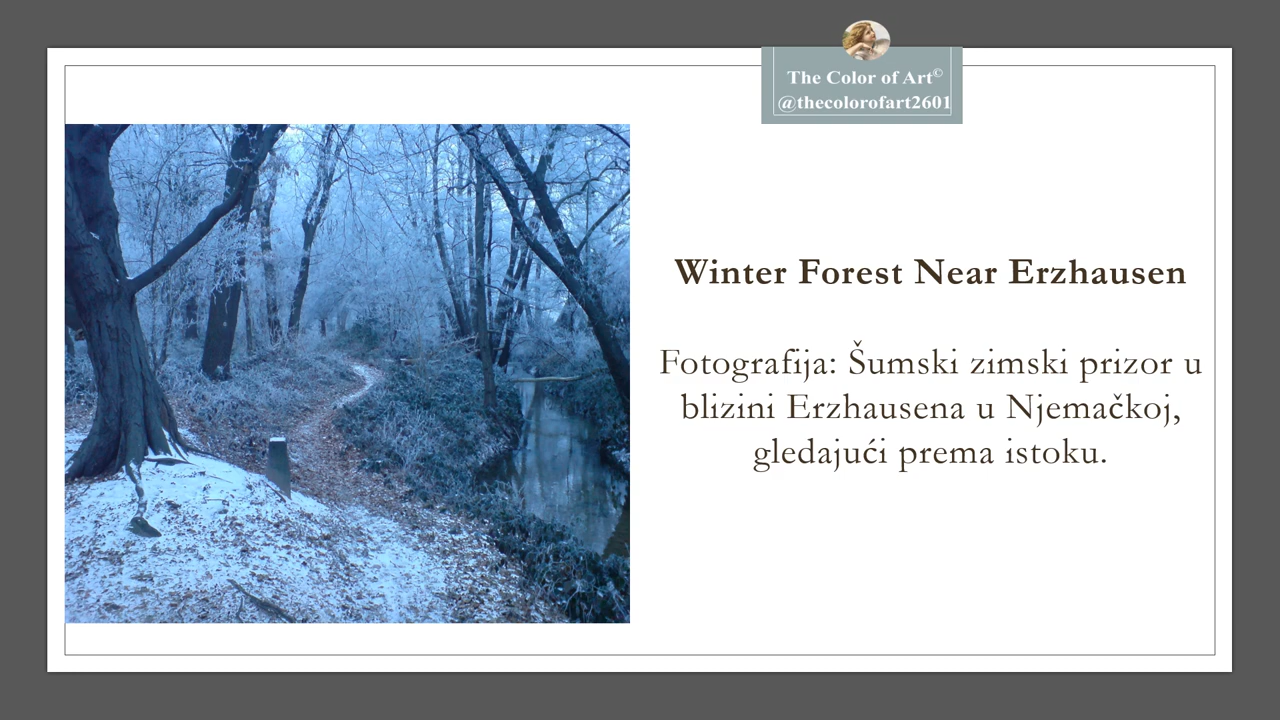 The Color of Art©
@thecolorofart2601
Winter Forest Near Erzhausen
Fotografija: Šumski zimski prizor u
blizini Erzhausena u Njemačkoj,
gledajući prema istoku.